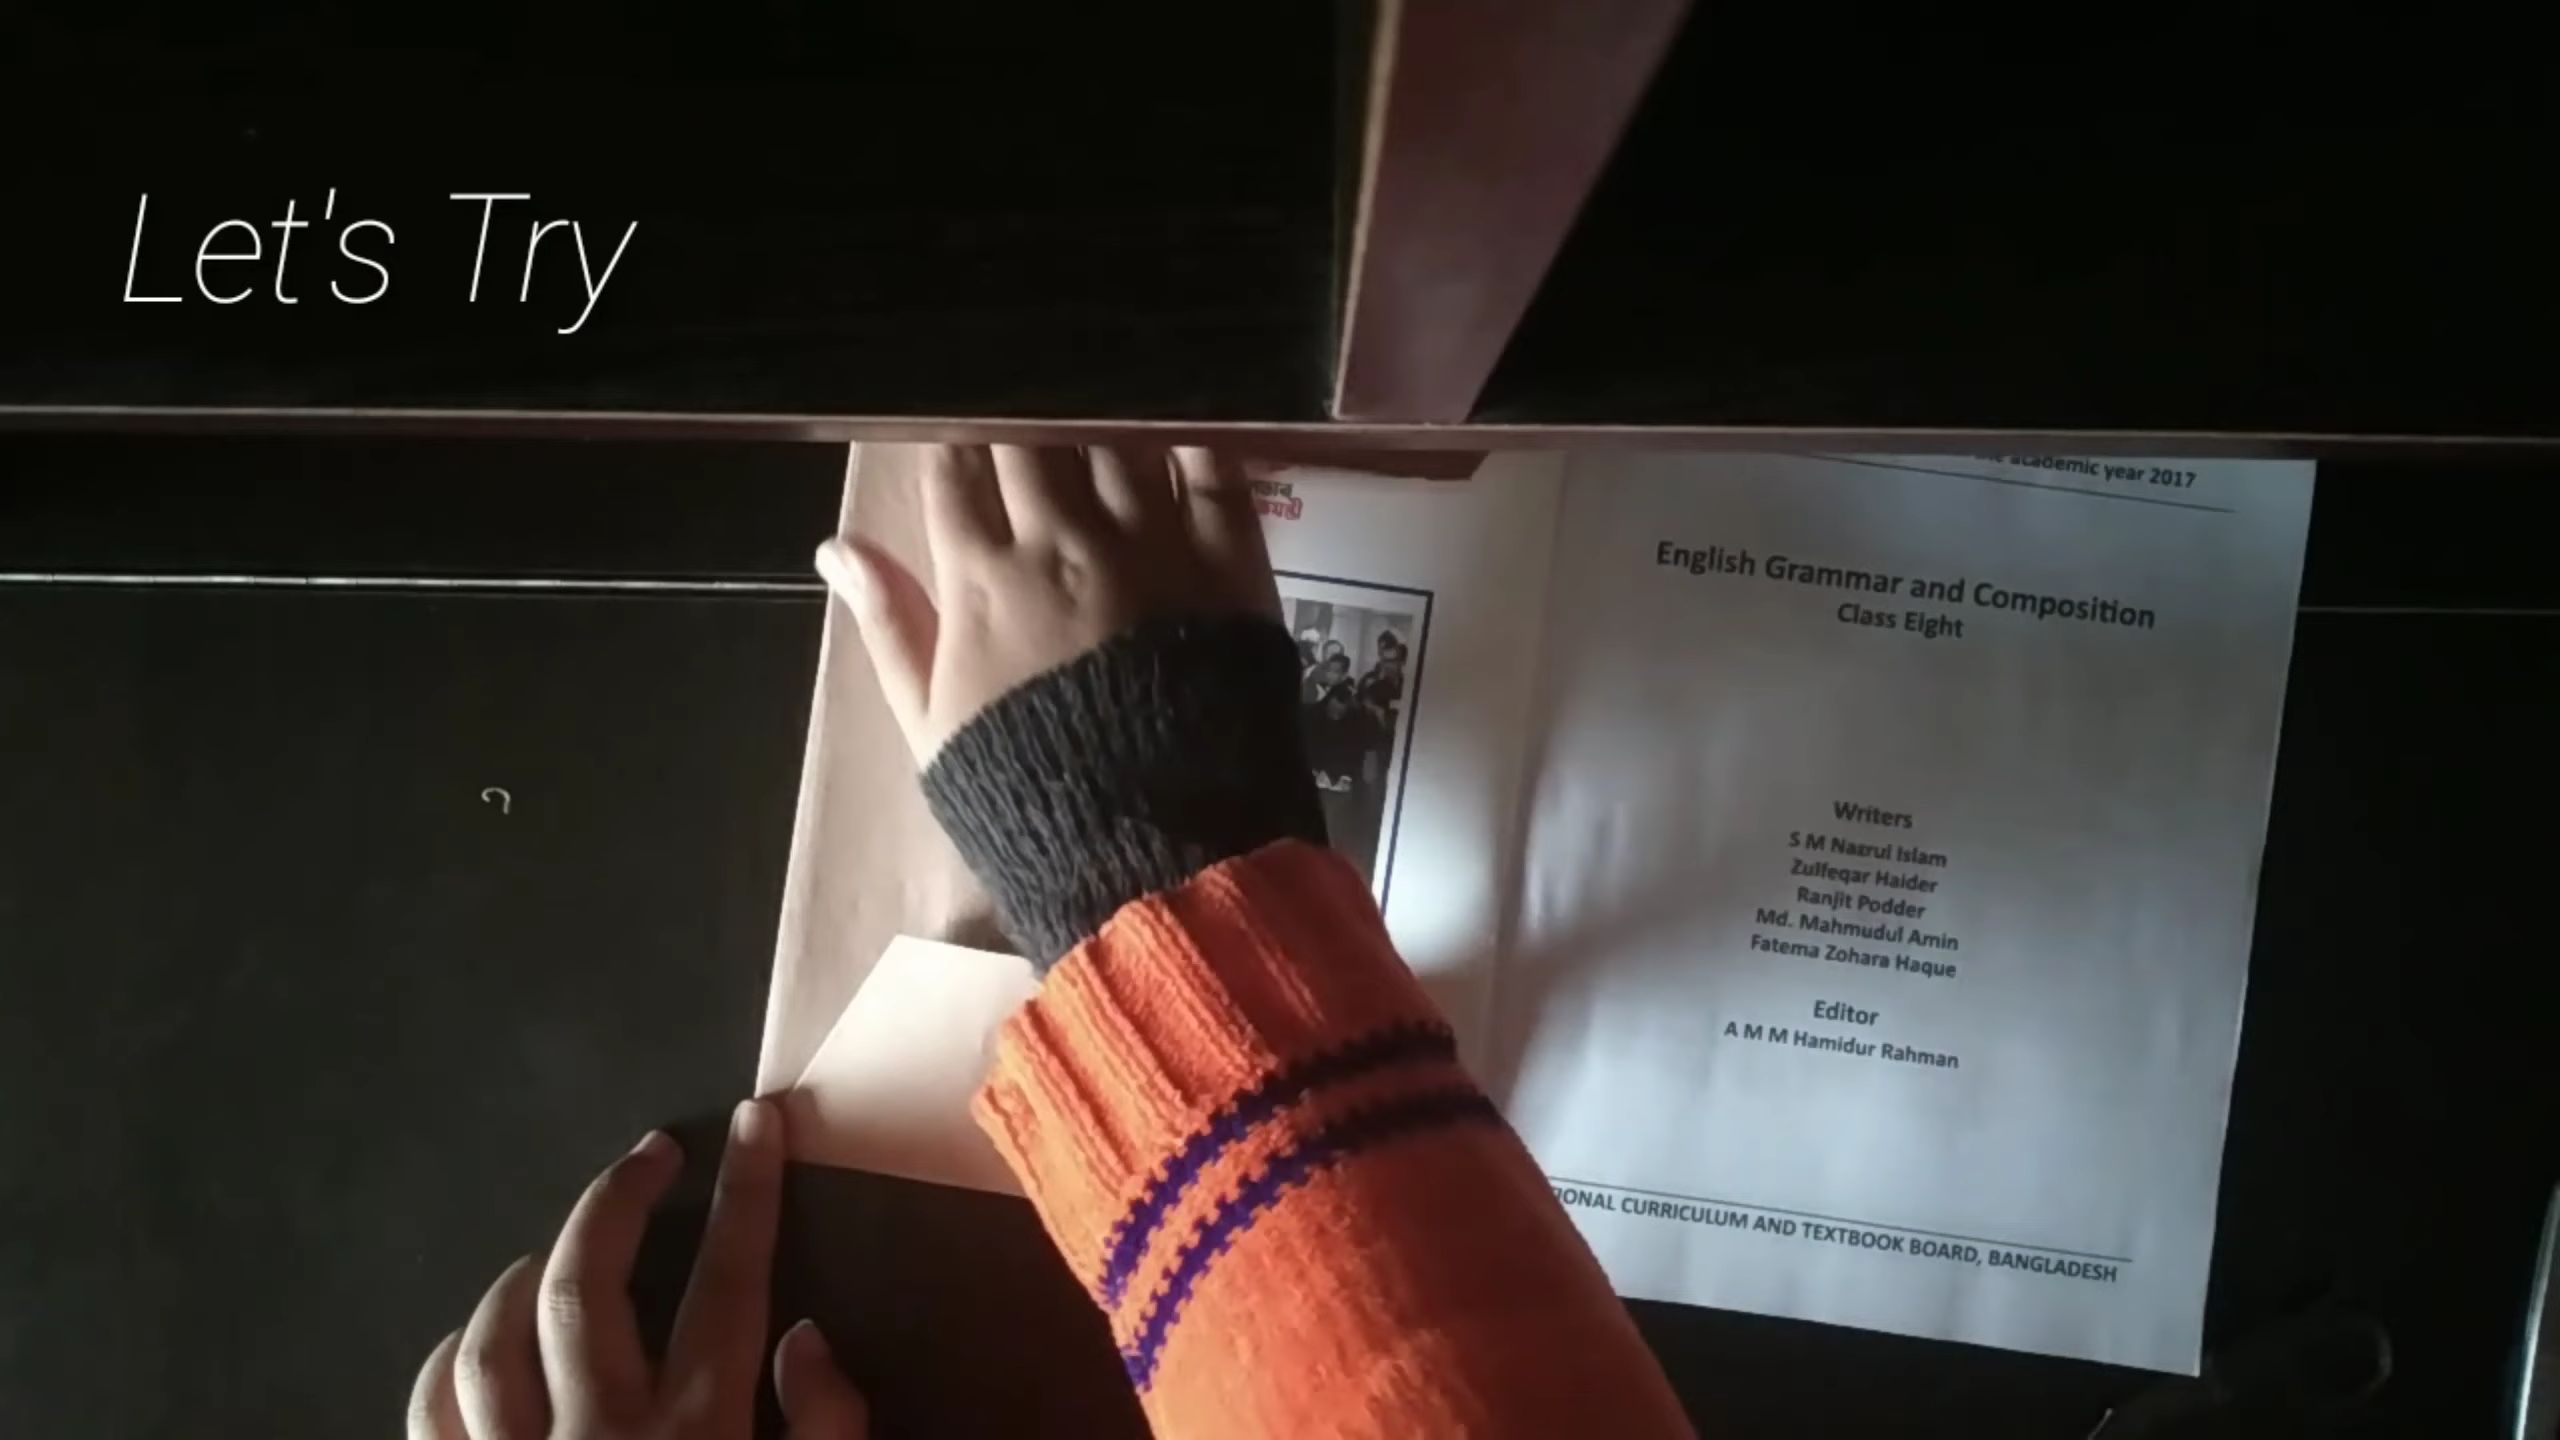 Let's Try
academic year 2017
English Grammar and Composition
Class Eight
Writers
S M Nazrul Islam
Zulfeqar Haider
Ranjit Podder
Md. Mahmudul Amin
Fatema Zohara Haque
Editor
A M M Hamidur Rahman
CURRICULUM AND TEXTBOOK BOARD, BANGLADESH